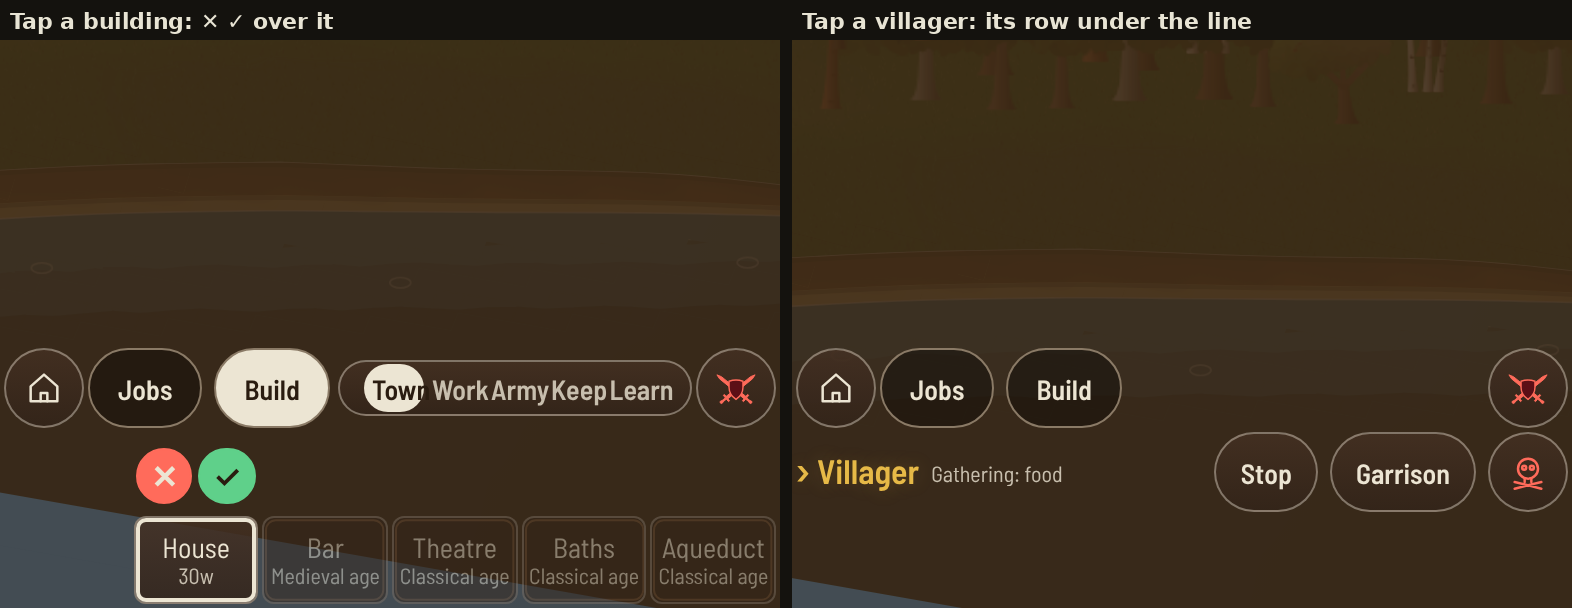 Tap a building: ✕ ✓ over it
Jobs Build Town Work Army Keep Learn
House Bar Theatre Baths Aqueduct
30w Medieval age Classical age Classical age Classical age
Tap a villager: its row under the line
Jobs Build
› Villager Gathering: food Stop Garrison